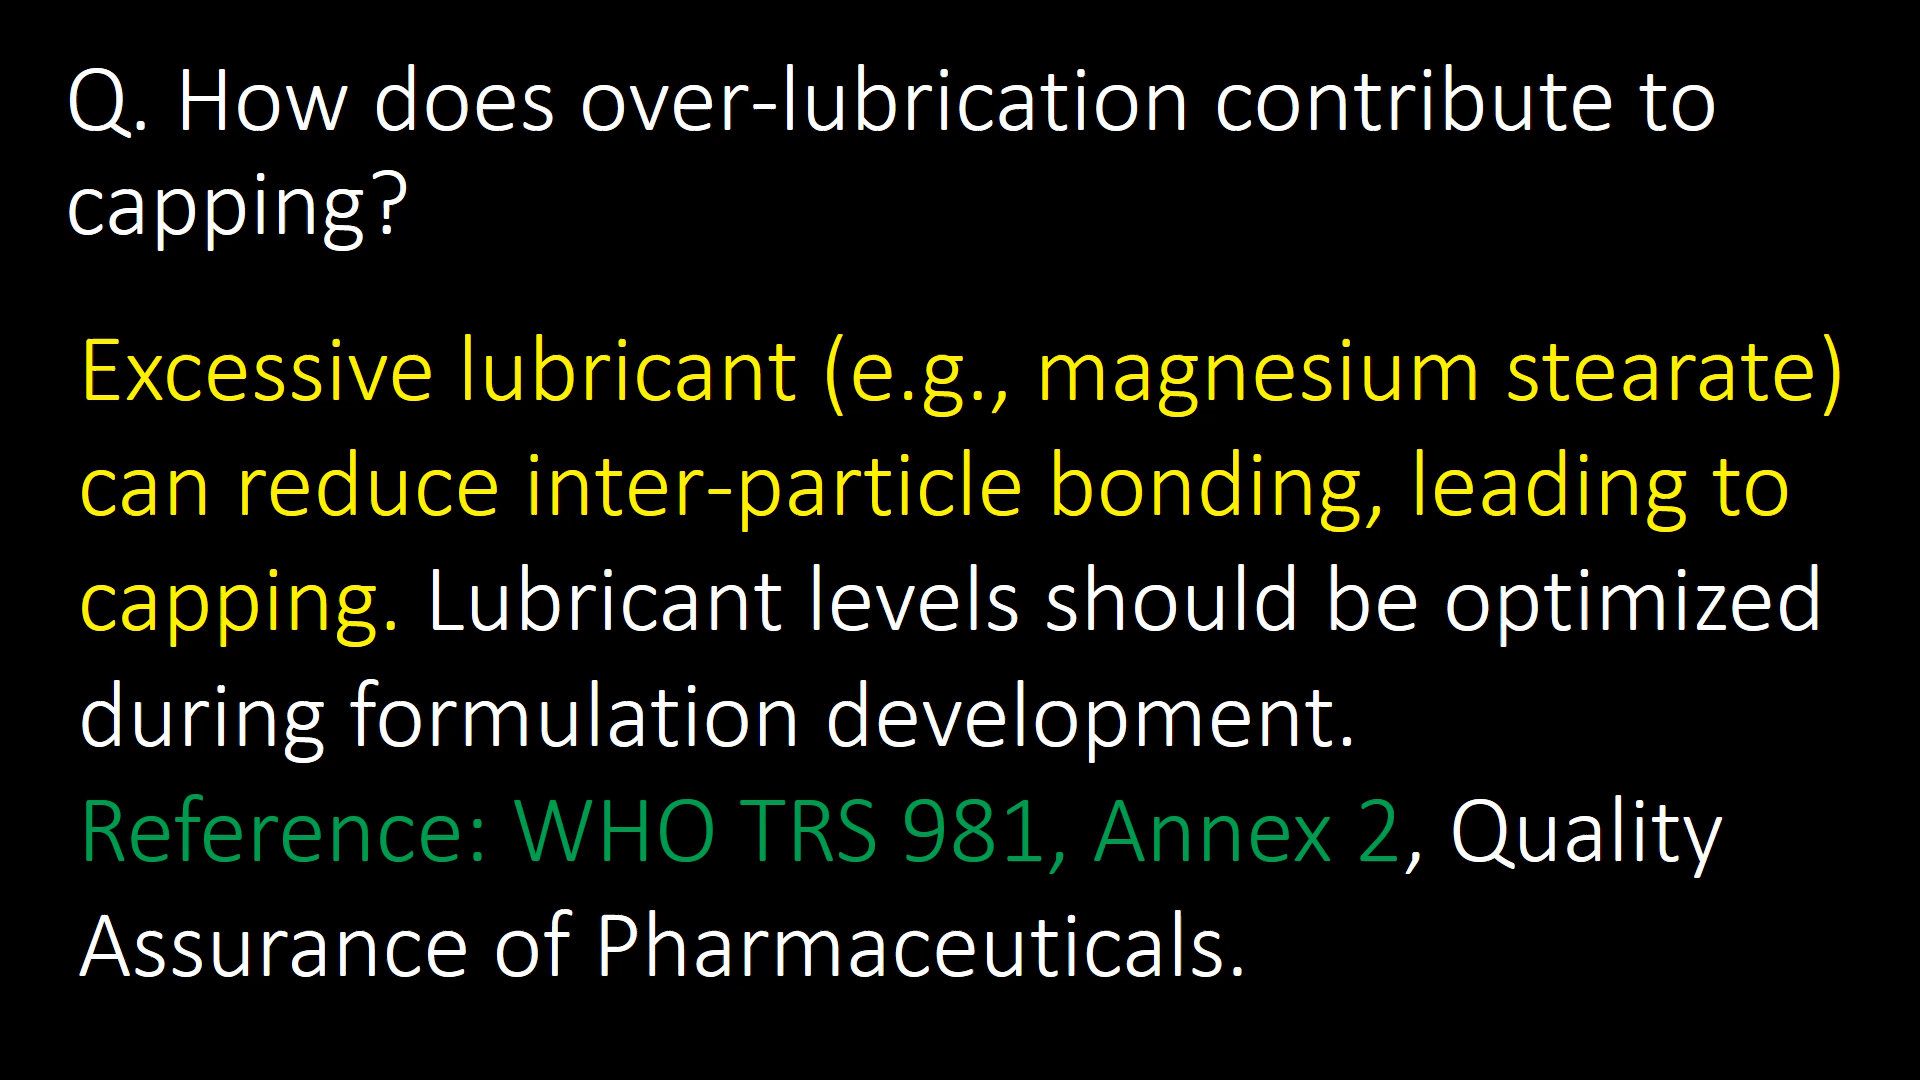 Q. How does over-lubrication contribute to
capping?
Excessive lubricant (e.g., magnesium stearate)
can reduce inter-particle bonding, leading to
capping. Lubricant levels should be optimized
during formulation development.
Reference: WHO TRS 981, Annex 2, Quality
Assurance of Pharmaceuticals.